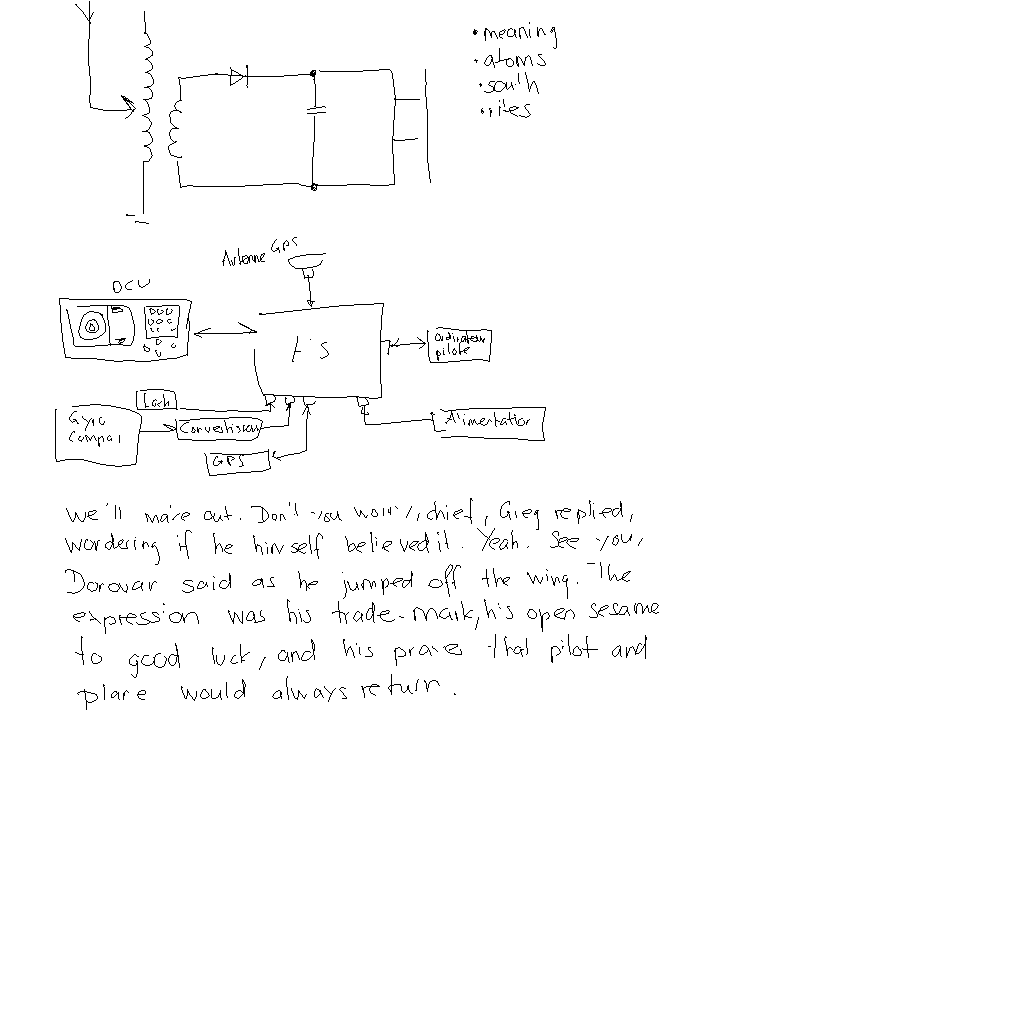 • meaning
• atoms
• south
• rites
Antenne GPS
DCU
AIS
Ordinateur
pilote
Loch
Gyro
Compas
Convertisseur
GPS
Alimentation
We'll make out. Don't you worry, chief, Greg replied,
wondering if he himself believed it. Yeah. See you,
Donovan said as he jumped off the wing. The
expression was his trade-mark, his open sesame
to good luck, and his prayer that pilot and
plane would always return.